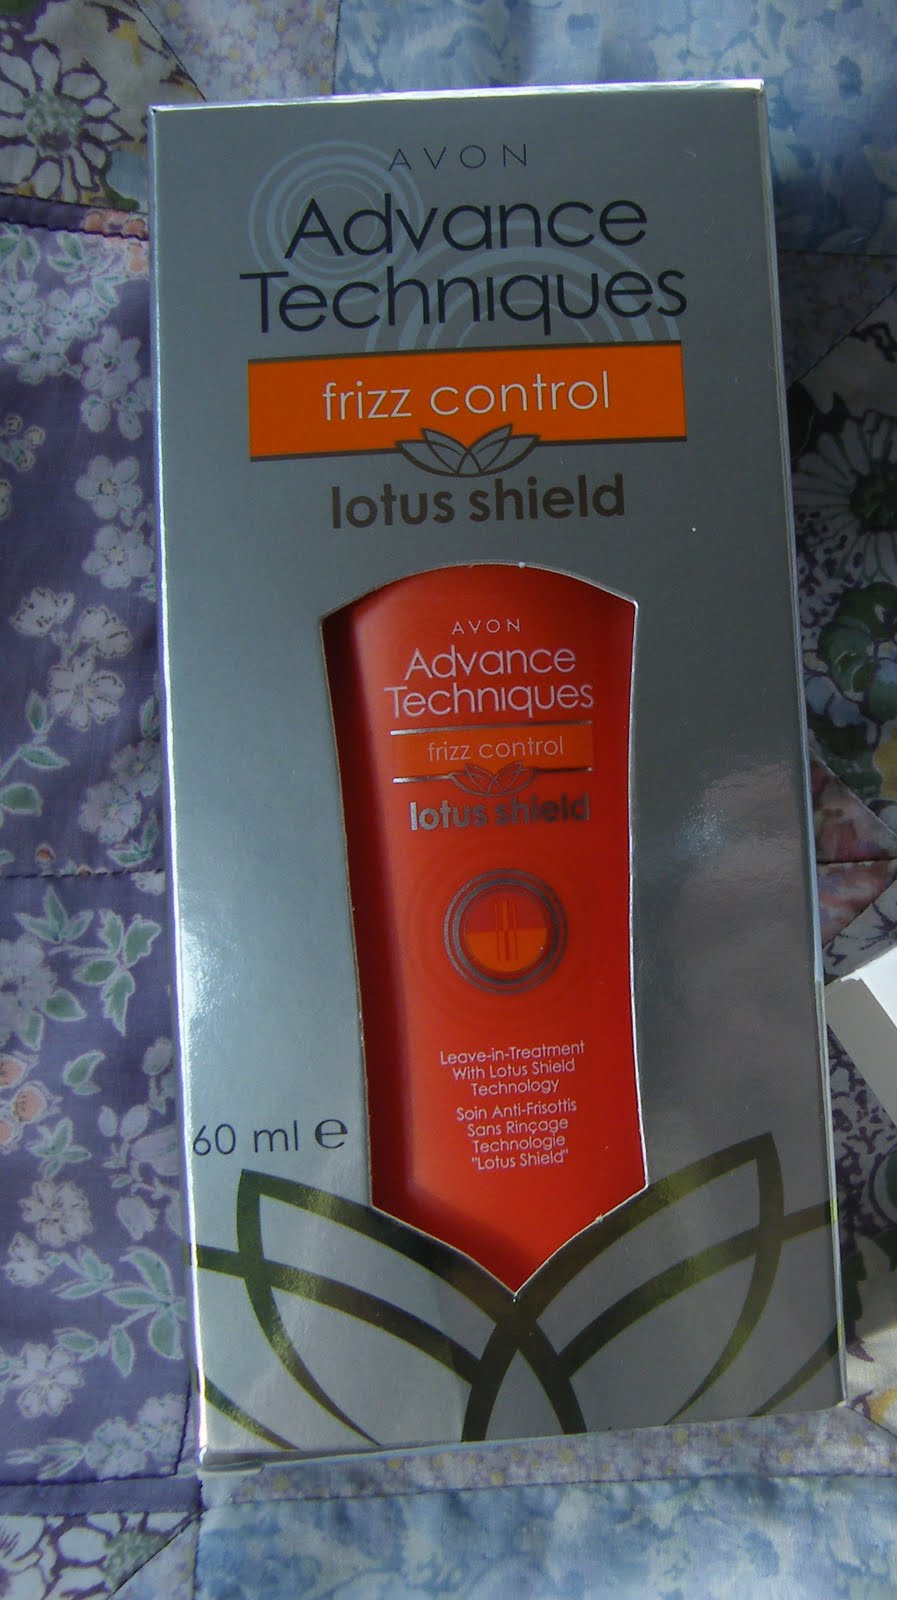 AVON
Advance
Techniques
frizz control
lotus shield
AVON
Advance
Techniques
frizz control
lotus shield
Leave-in-Treatment
With Lotus Shield
Technology
Soin Anti-Frisottis
Sans Rinçage
Technologie
"Lotus Shield"
60 ml ℮